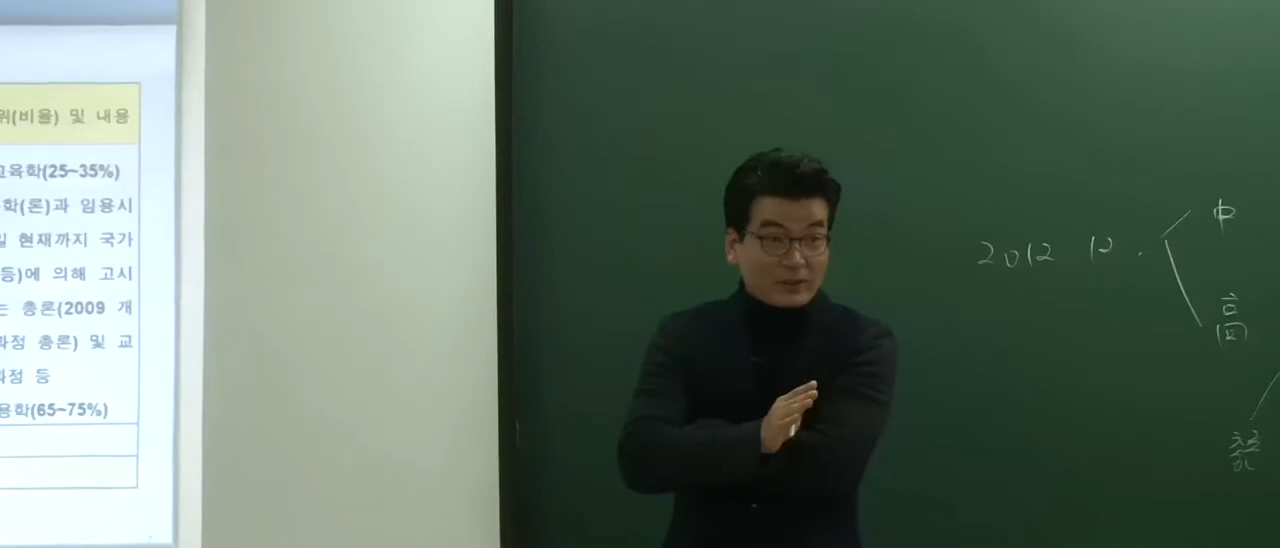 위(비율) 및 내용
교육학(25~35%)
학(론)과 임용시
일 현재까지 국가
등)에 의해 고시
는 총론(2009 개
과정 총론) 및 교
과정 등
용학(65~75%)
2012 12.
中
高